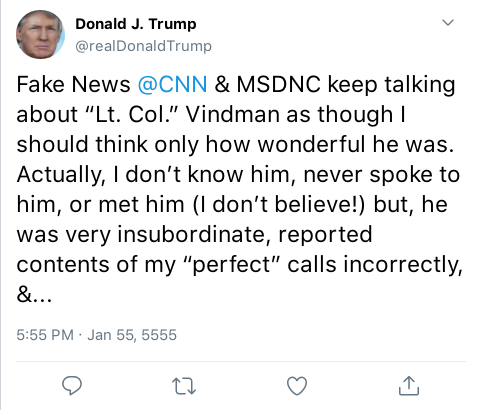 Donald J. Trump
@realDonaldTrump
Fake News @CNN & MSDNC keep talking
about “Lt. Col.” Vindman as though I
should think only how wonderful he was.
Actually, I don’t know him, never spoke to
him, or met him (I don’t believe!) but, he
was very insubordinate, reported
contents of my “perfect” calls incorrectly,
&...
5:55 PM · Jan 55, 5555